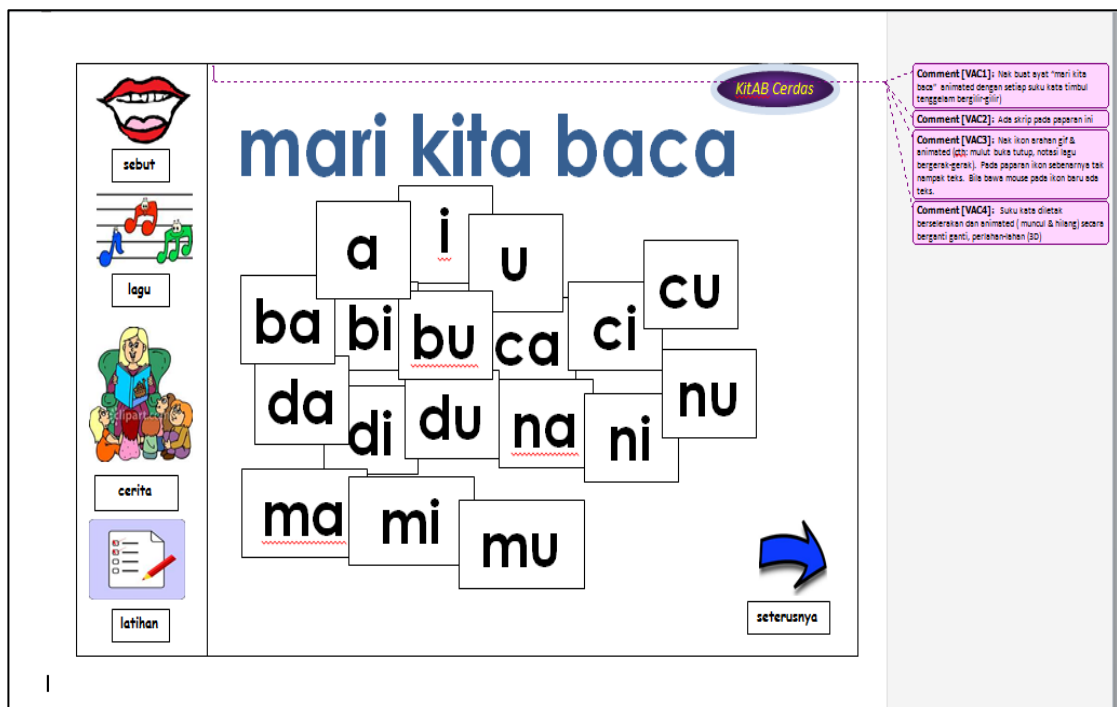 KitAB Cerdas
mari kita baca
sebut
lagu
cerita
latihan
a i u
ba bi bu ca ci cu
da di du na ni nu
ma mi mu
seterusnya
Comment [VAC1]: Nak buat ayat “mari kita
baca” animated dengan setiap suku kata timbul
tenggelam bergilir-gilir)
Comment [VAC2]: Ada skrip pada paparan ini
Comment [VAC3]: Nak ikon arahan gif &
animated (ctn: mulut buka tutup, notasi lagu
bergerak-gerak). Pada paparan ikon sebenarnya tak
nampak teks. Bila bawa mouse pada ikon baru ada
teks.
Comment [VAC4]: Suku kata diletak
berselerakan dan animated ( muncul & hilang) secara
berganti ganti, perlahan-lahan (3D)